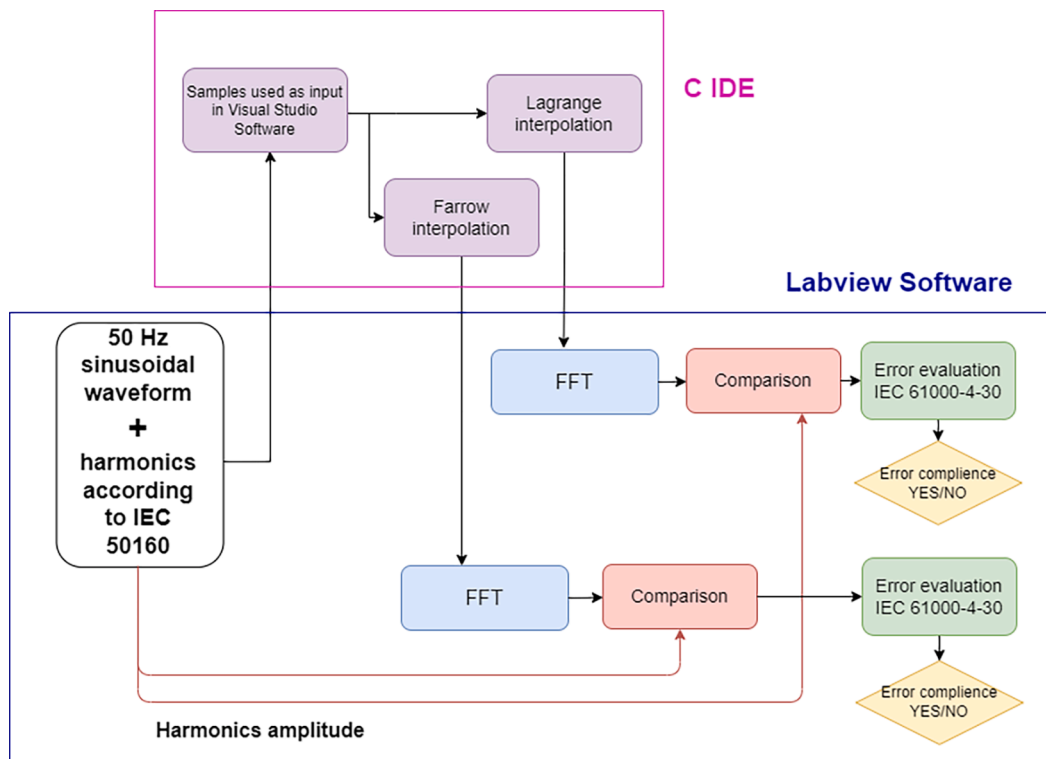 Samples used as input
in Visual Studio
Software
Lagrange
interpolation
C IDE
Farrow
interpolation
Labview Software
50 Hz
sinusoidal
waveform
+
harmonics
according
to IEC
50160
FFT
Comparison
Error evaluation
IEC 61000-4-30
Error complience
YES/NO
FFT
Comparison
Error evaluation
IEC 61000-4-30
Error complience
YES/NO
Harmonics amplitude